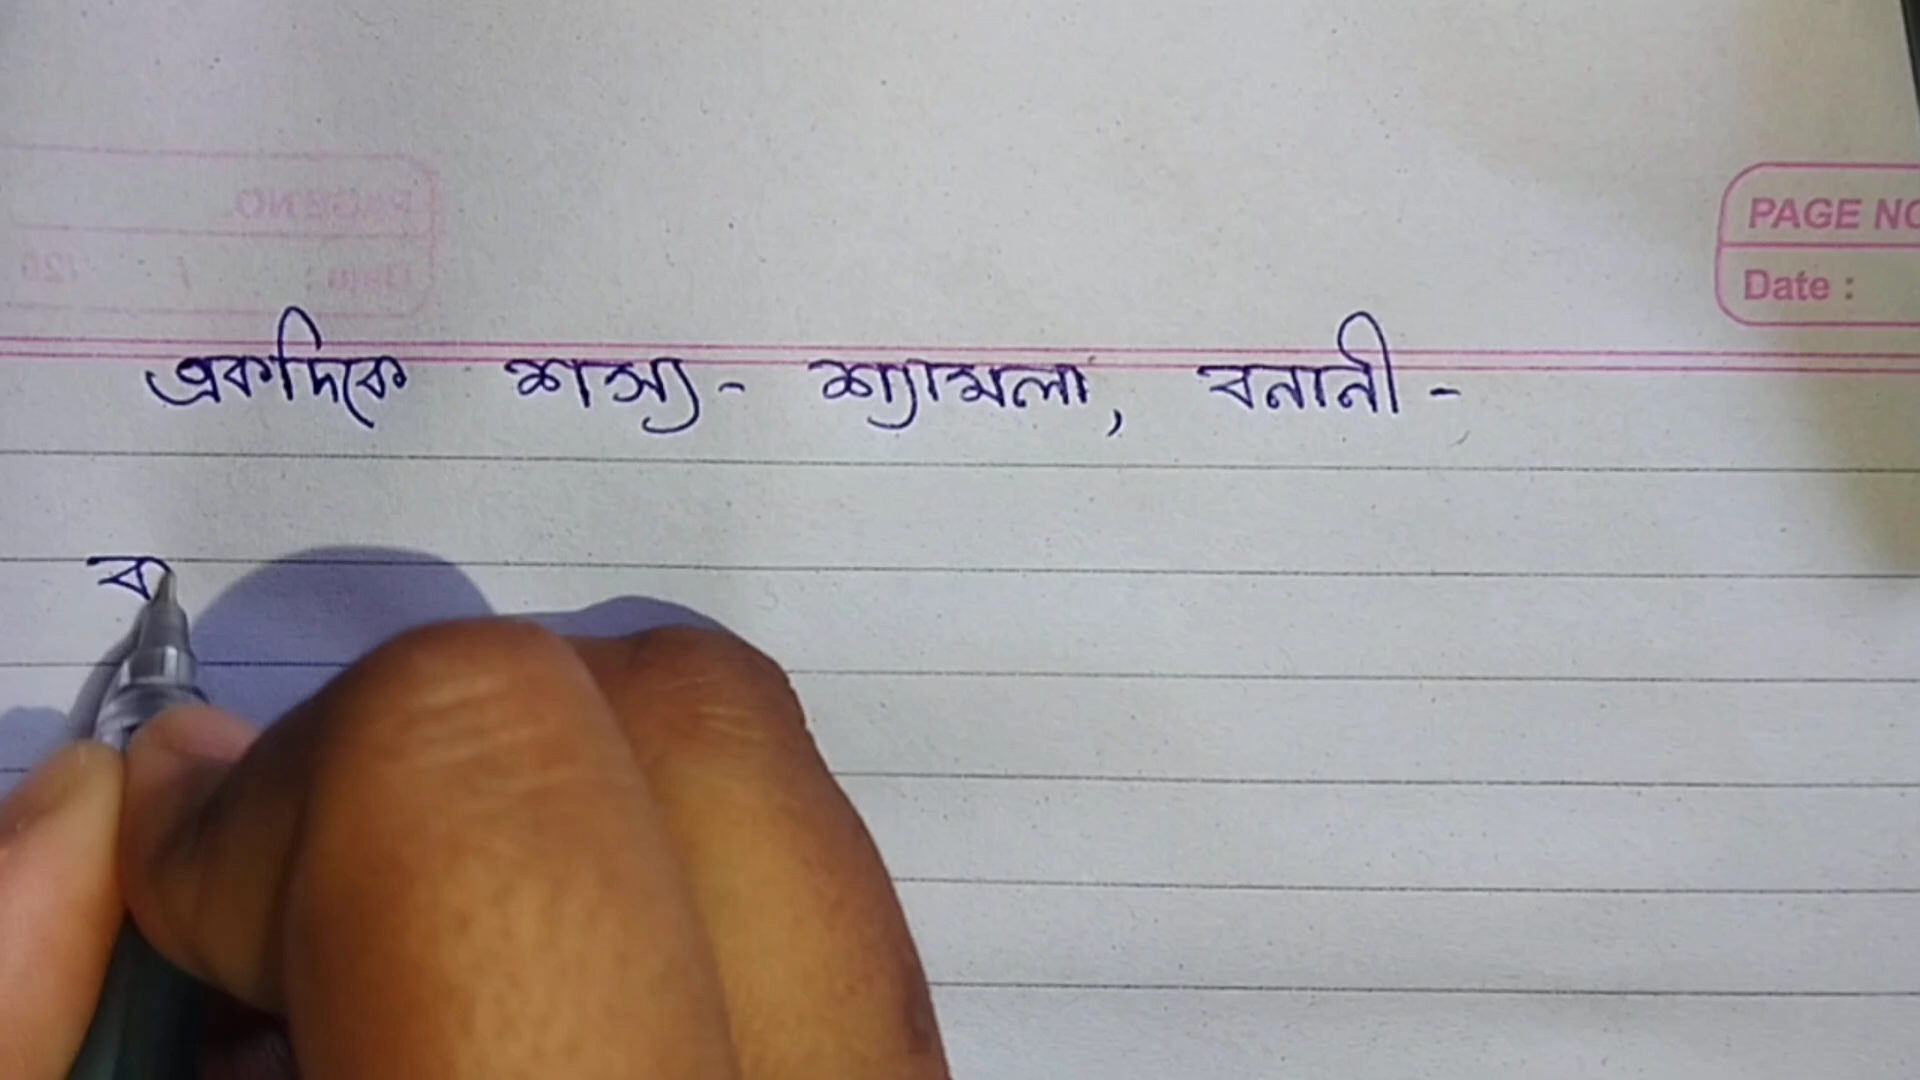 PAGE NO
Date :
একদিকে শস্য - শ্যামলা, বনানী -
ক